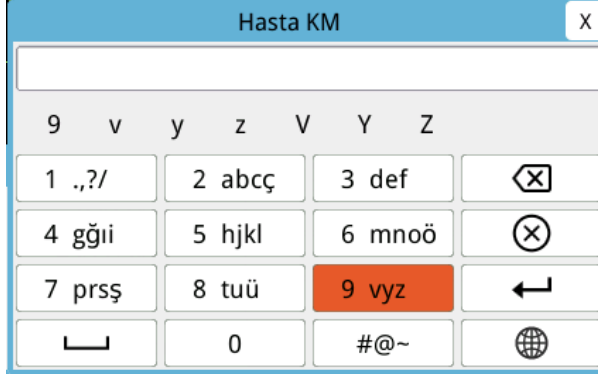 Hasta KM X
9 v y z V Y Z
1 .,?/ 2 abcç 3 def
4 gğıi 5 hjkl 6 mnoö
7 prsş 8 tuü 9 vyz
0 #@~